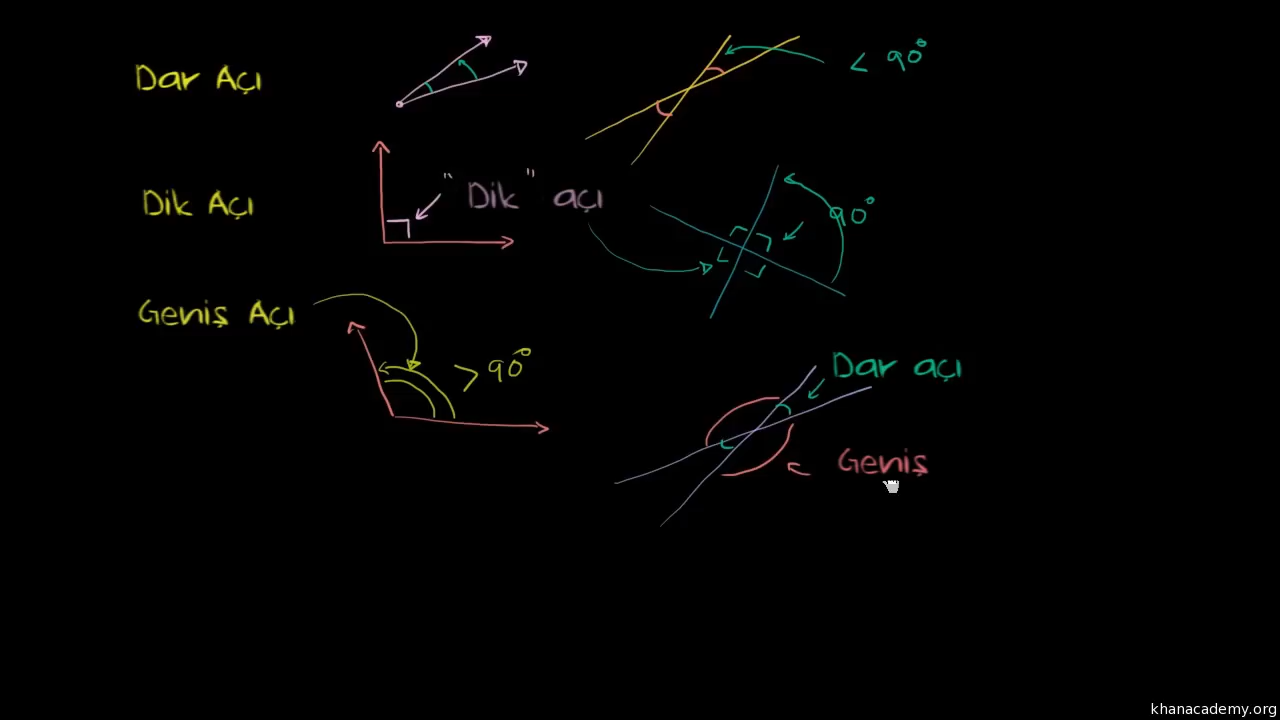 Dar Açı
< 90°
Dik Açı
"Dik" açı
90°
Geniş Açı
> 90°
Dar açı
Geniş
khanacademy.org